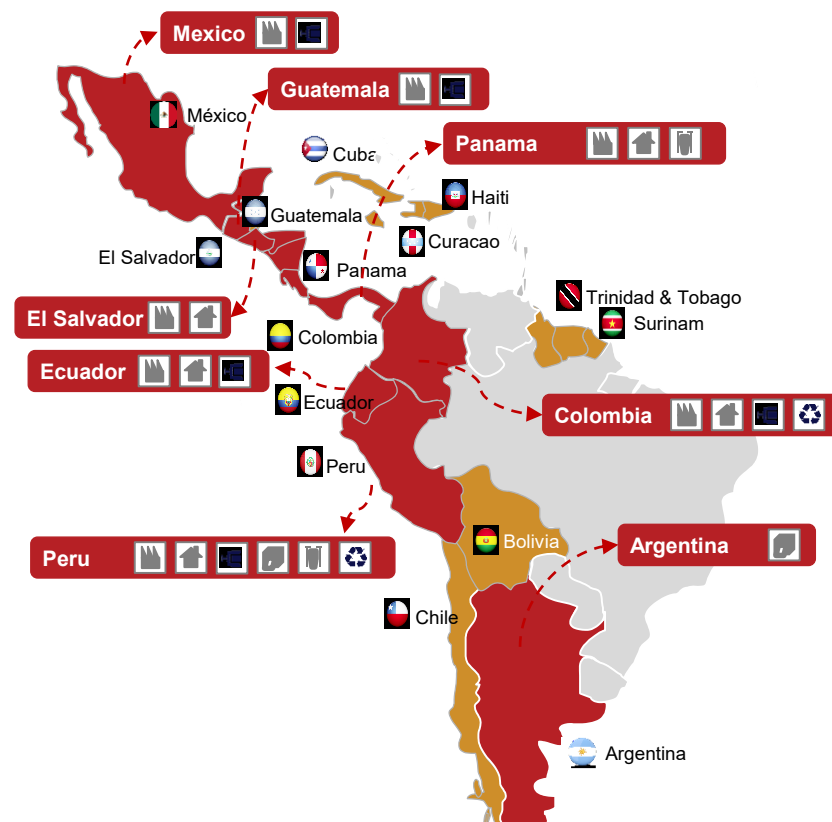 Mexico
México
Guatemala
Panama
Cuba
Haiti
Guatemala
Curacao
El Salvador
Panama
Trinidad & Tobago
El Salvador
Colombia
Surinam
Ecuador
Ecuador
Colombia
Peru
Peru
Bolivia
Argentina
Chile
Argentina